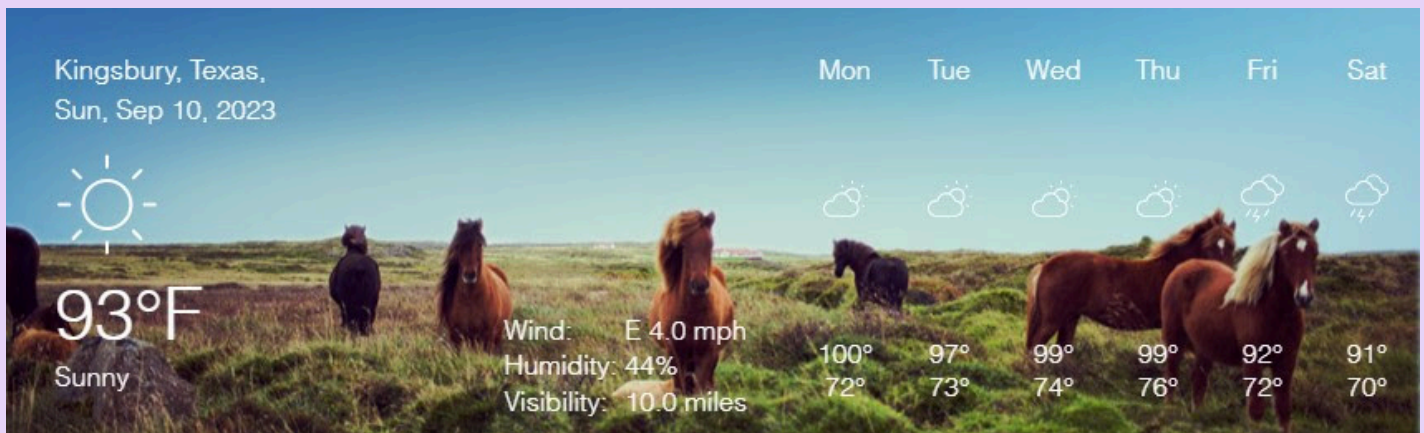 Kingsbury, Texas,
Sun, Sep 10, 2023
93°F
Sunny
Wind: E 4.0 mph
Humidity: 44%
Visibility: 10.0 miles
Mon Tue Wed Thu Fri Sat
100° 97° 99° 99° 92° 91°
72° 73° 74° 76° 72° 70°